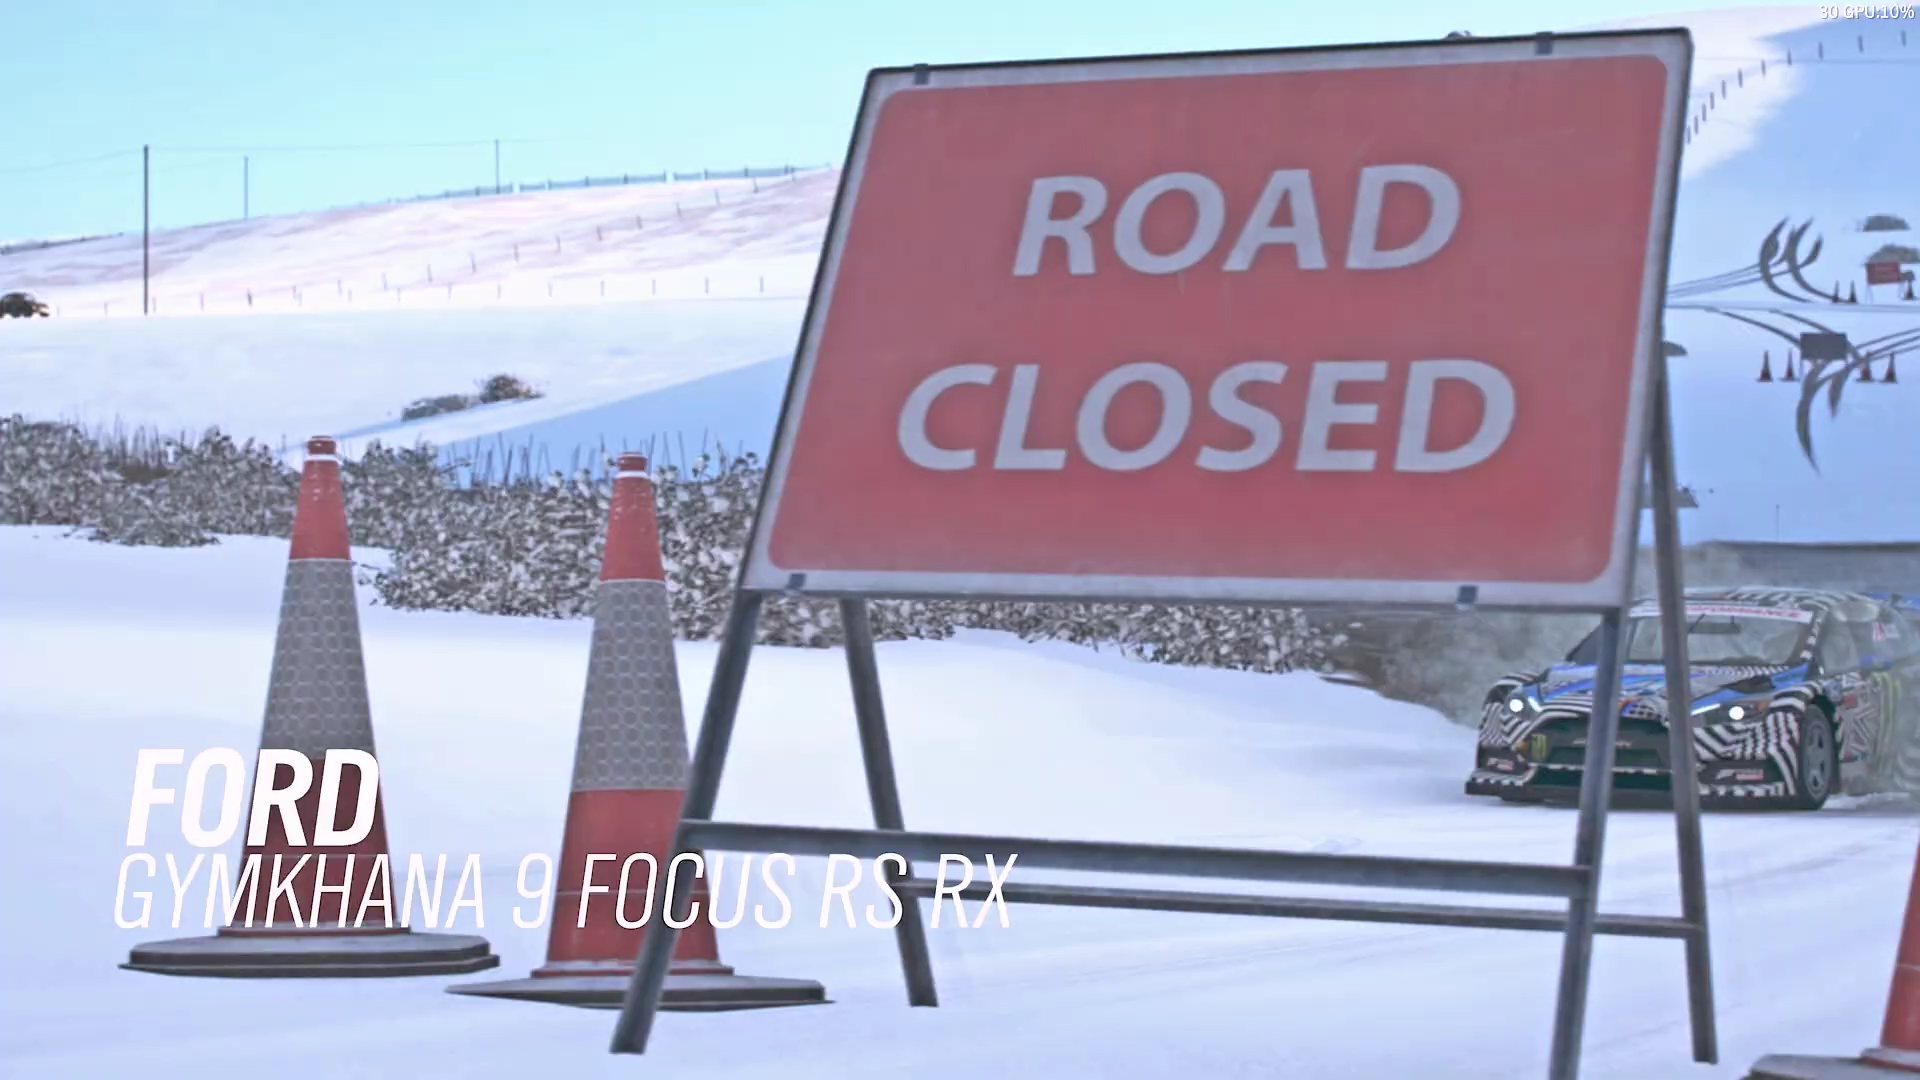 30 GPU:10%
ROAD
CLOSED
FORD
GYMKHANA 9 FOCUS RS RX